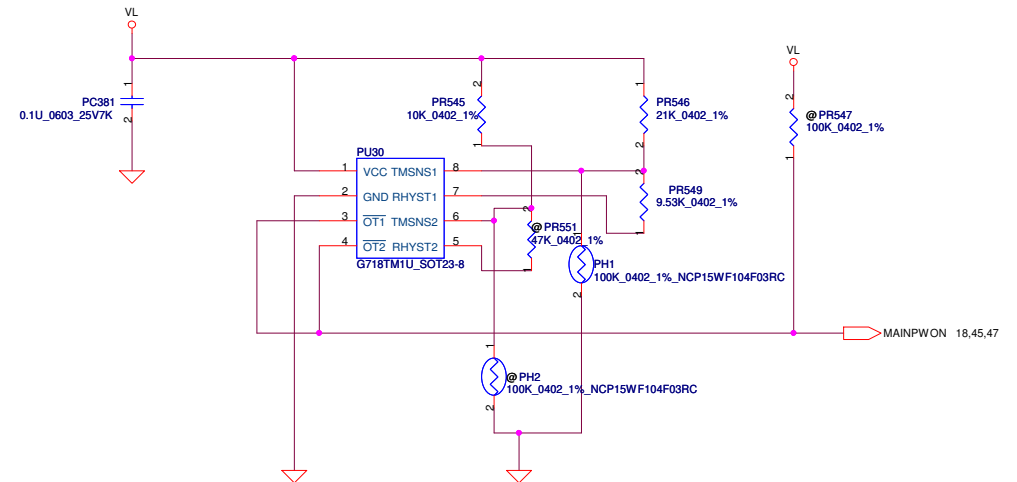 VL
VL
PC381
0.1U_0603_25V7K
1
2
PR545
10K_0402_1%
2
1
PR546
21K_0402_1%
1
2
@PR547
100K_0402_1%
2
1
PU30
1 VCC TMSNS1 8
2 GND RHYST1 7
3 OT1 TMSNS2 6
4 OT2 RHYST2 5
G718TM1U_SOT23-8
PR549
9.53K_0402_1%
2
1
@PR551
47K_0402_1%
2
1
PH1
100K_0402_1%_NCP15WF104F03RC
1
2
MAINPWON 18,45,47
@PH2
100K_0402_1%_NCP15WF104F03RC
1
2